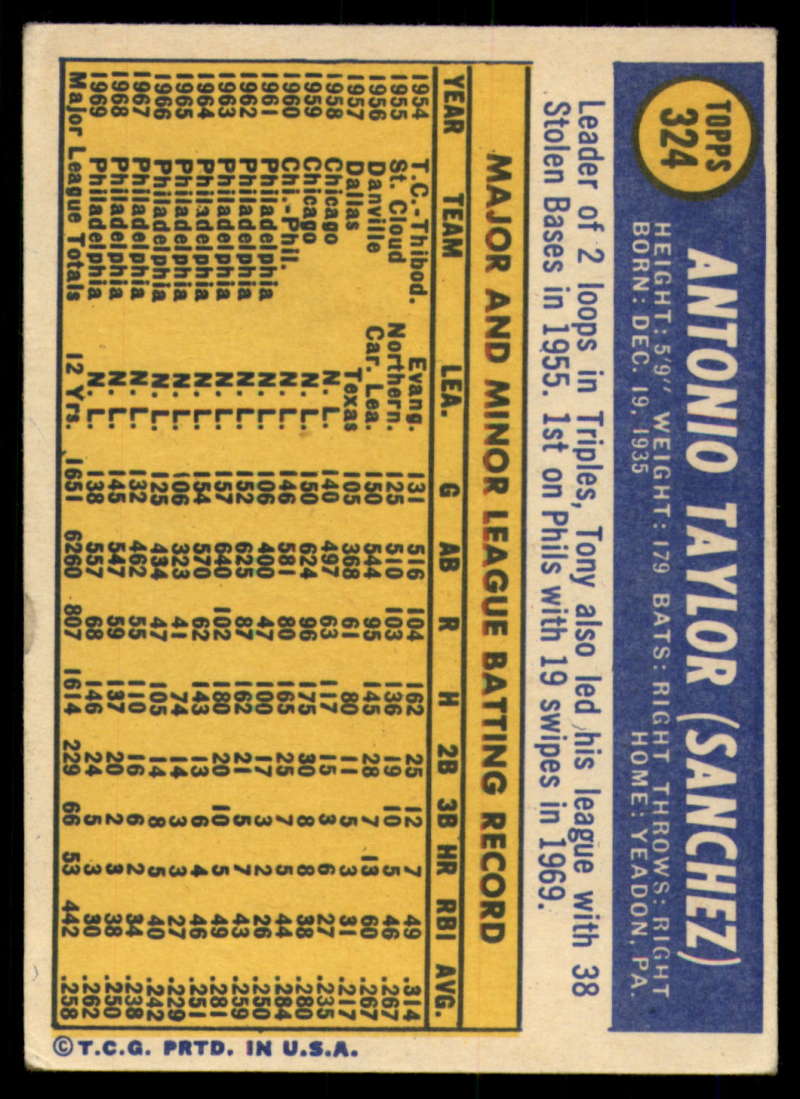 TOPPS
324
ANTONIO TAYLOR (SANCHEZ)
HEIGHT: 5'9" WEIGHT: 179 BATS: RIGHT THROWS: RIGHT
BORN: DEC. 19, 1935 HOME: YEADON, PA.
Leader of 2 loops in Triples, Tony also led his league with 38
Stolen Bases in 1955. 1st on Phils with 19 swipes in 1969.
MAJOR AND MINOR LEAGUE BATTING RECORD
YEAR TEAM LEA. G AB R H 2B 3B HR RBI AVG.
1954 T.C.-Thibod. Evang. 131 516 104 162 25 12 7 49 .314
1955 St. Cloud Northern. 125 510 103 136 19 10 5 46 .267
1956 Danville Car. Lea. 150 544 95 145 28 7 13 60 .267
1957 Dallas Texas 105 368 61 80 11 5 3 31 .217
1958 Chicago N. L. 140 497 63 117 15 3 6 27 .235
1959 Chicago N. L. 150 624 96 175 30 8 8 38 .280
1960 Chi.-Phil. N. L. 146 581 80 165 25 7 5 44 .284
1961 Philadelphia N. L. 106 400 47 100 17 3 2 26 .250
1962 Philadelphia N. L. 152 625 87 162 21 5 7 43 .259
1963 Philadelphia N. L. 157 640 102 180 20 10 5 49 .281
1964 Philadelphia N. L. 154 570 62 143 13 6 4 46 .251
1965 Philadelphia N. L. 106 323 41 74 14 3 3 27 .229
1966 Philadelphia N. L. 125 434 47 105 14 8 5 40 .242
1967 Philadelphia N. L. 132 462 55 110 16 6 2 34 .238
1968 Philadelphia N. L. 145 547 59 137 20 2 3 38 .250
1969 Philadelphia N. L. 138 557 68 146 24 5 3 30 .262
Major League Totals 12 Yrs. 1651 6260 807 1614 229 66 53 442 .258
©T.C.G. PRTD. IN U.S.A.